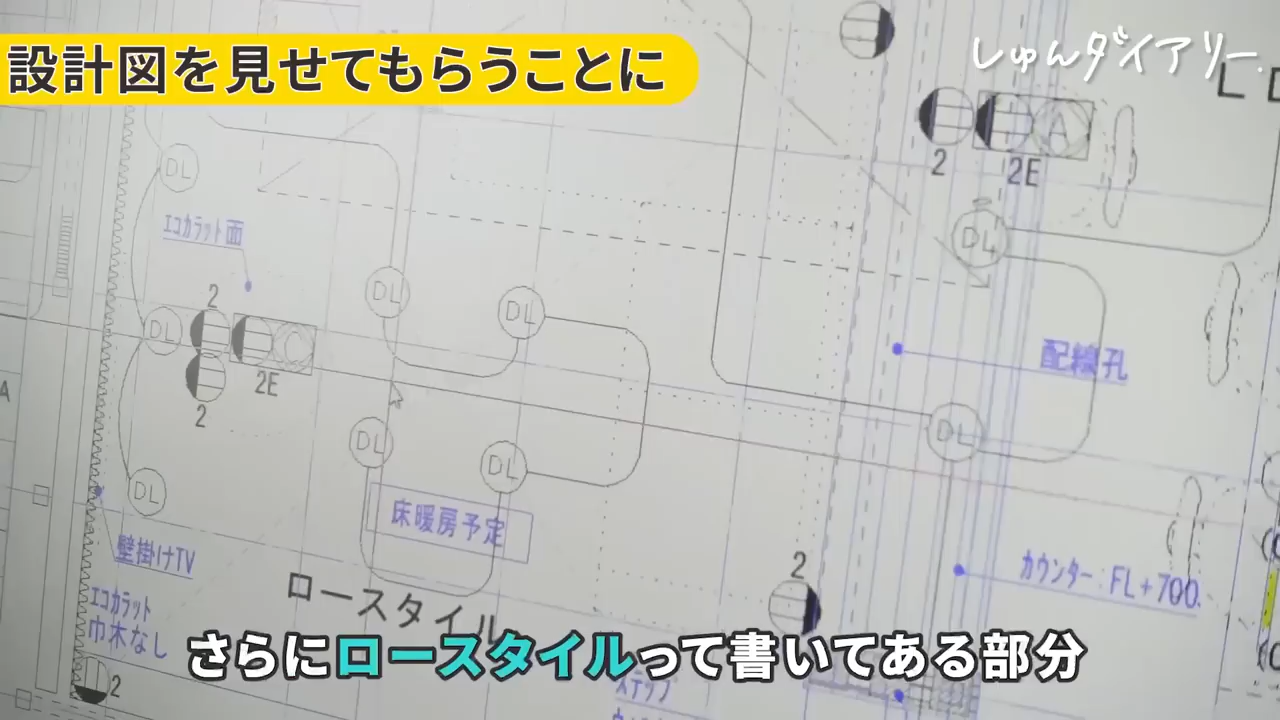 設計図を見せてもらうことに
しゅんダイアリー.
DL
2
2E
A
エコカラット面
DL
DL
DL
2
DL
2E
2
配線孔
DL
DL
DL
DL
床暖房予定
壁掛けTV
2
カウンター:FL+700
エコカラット
巾木なし
ロースタイル
さらにロースタイルって書いてある部分
2
ステップ